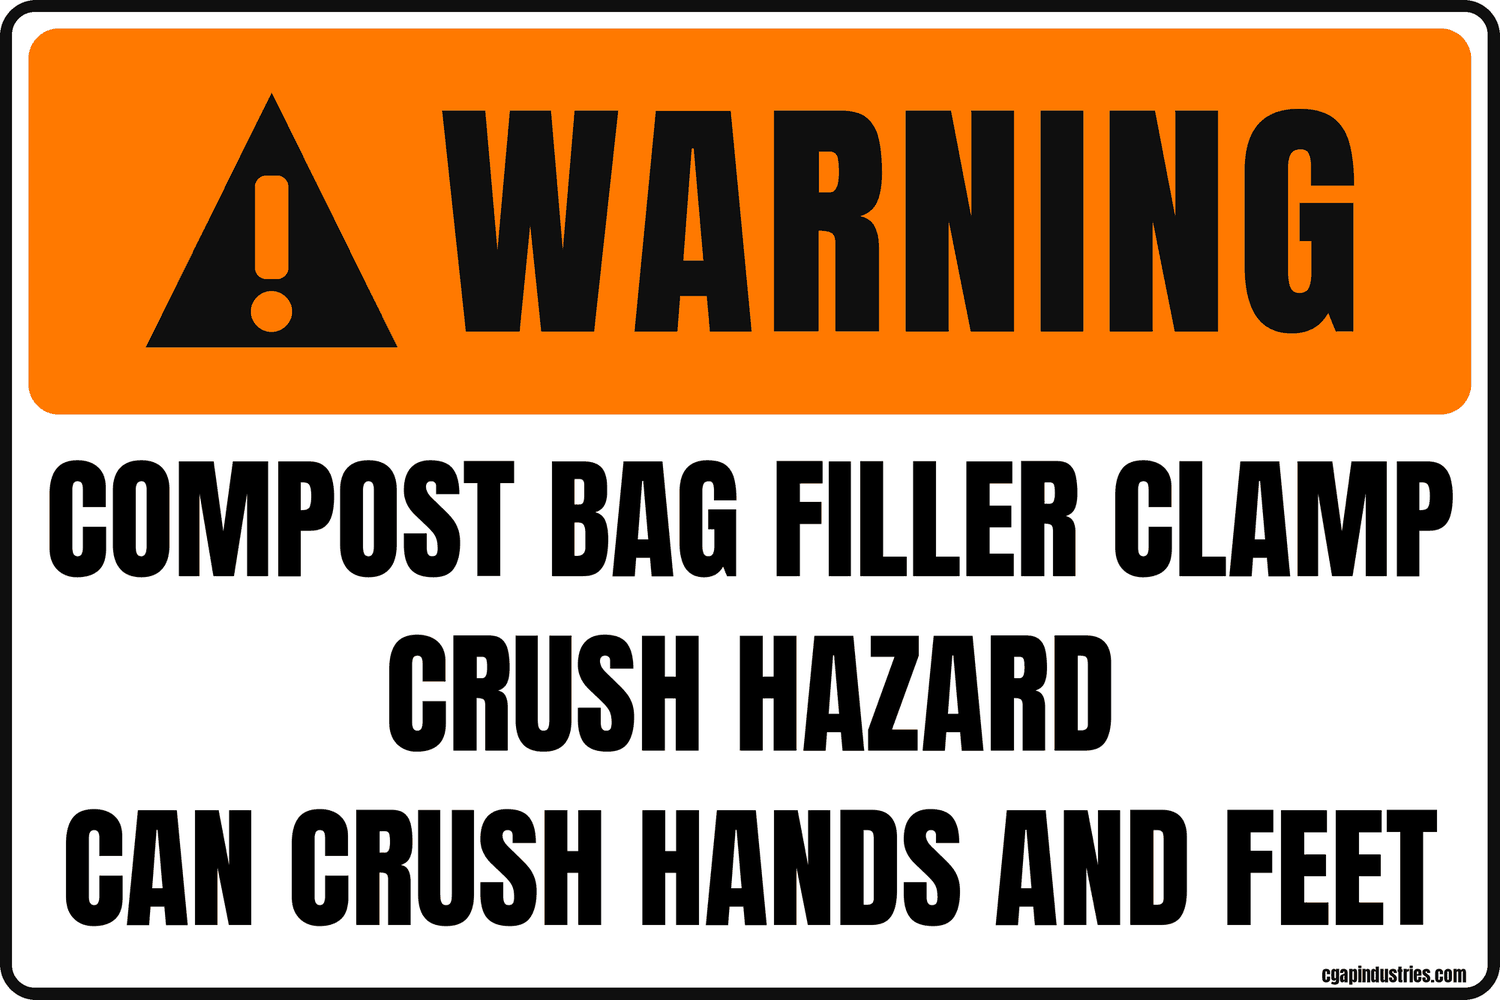 WARNING
COMPOST BAG FILLER CLAMP
CRUSH HAZARD
CAN CRUSH HANDS AND FEET
cgapindustries.com